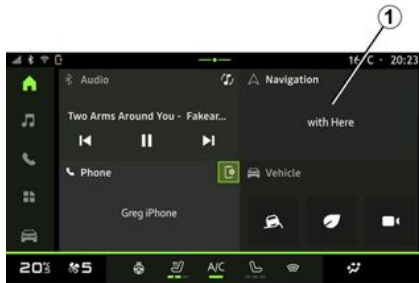 1
16°C · 20:23
Audio
Navigation
Two Arms Around You - Fakear...
with Here
Phone
Vehicle
Greg iPhone
20%
5
A/C